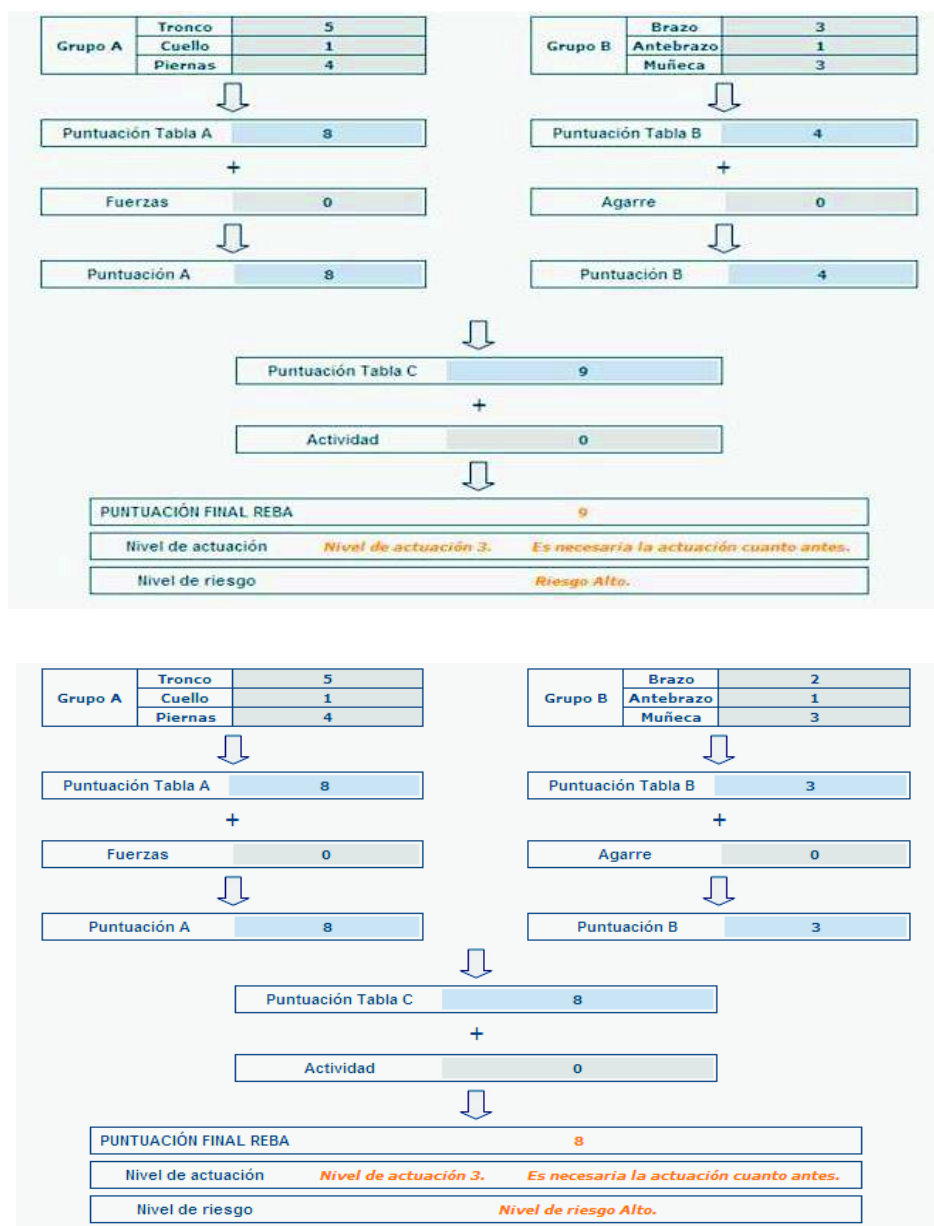 Tronco 5 Brazo 3
Grupo A Cuello 1 Grupo B Antebrazo 1
Piernas 4 Muñeca 3
Puntuación Tabla A 8 Puntuación Tabla B 4
+ +
Fuerzas 0 Agarre 0
Puntuación A 8 Puntuación B 4
Puntuación Tabla C 9
+
Actividad 0
PUNTUACIÓN FINAL REBA 9
Nivel de actuación Nivel de actuación 3. Es necesaria la actuación cuanto antes.
Nivel de riesgo Riesgo Alto.
Tronco 5 Brazo 2
Grupo A Cuello 1 Grupo B Antebrazo 1
Piernas 4 Muñeca 3
Puntuación Tabla A 8 Puntuación Tabla B 3
+ +
Fuerzas 0 Agarre 0
Puntuación A 8 Puntuación B 3
Puntuación Tabla C 8
+
Actividad 0
PUNTUACIÓN FINAL REBA 8
Nivel de actuación Nivel de actuación 3. Es necesaria la actuación cuanto antes.
Nivel de riesgo Nivel de riesgo Alto.